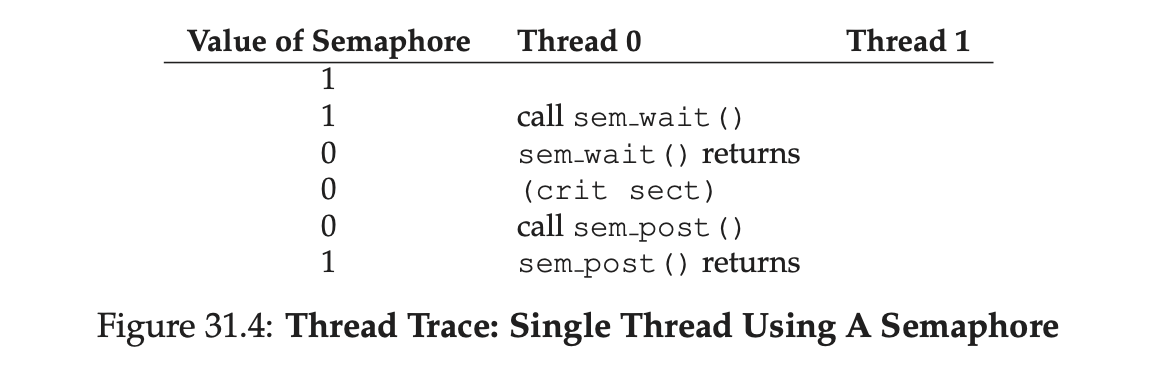 Value of Semaphore Thread 0 Thread 1
1
1 call sem_wait()
0 sem_wait() returns
0 (crit sect)
0 call sem_post()
1 sem_post() returns
Figure 31.4: Thread Trace: Single Thread Using A Semaphore